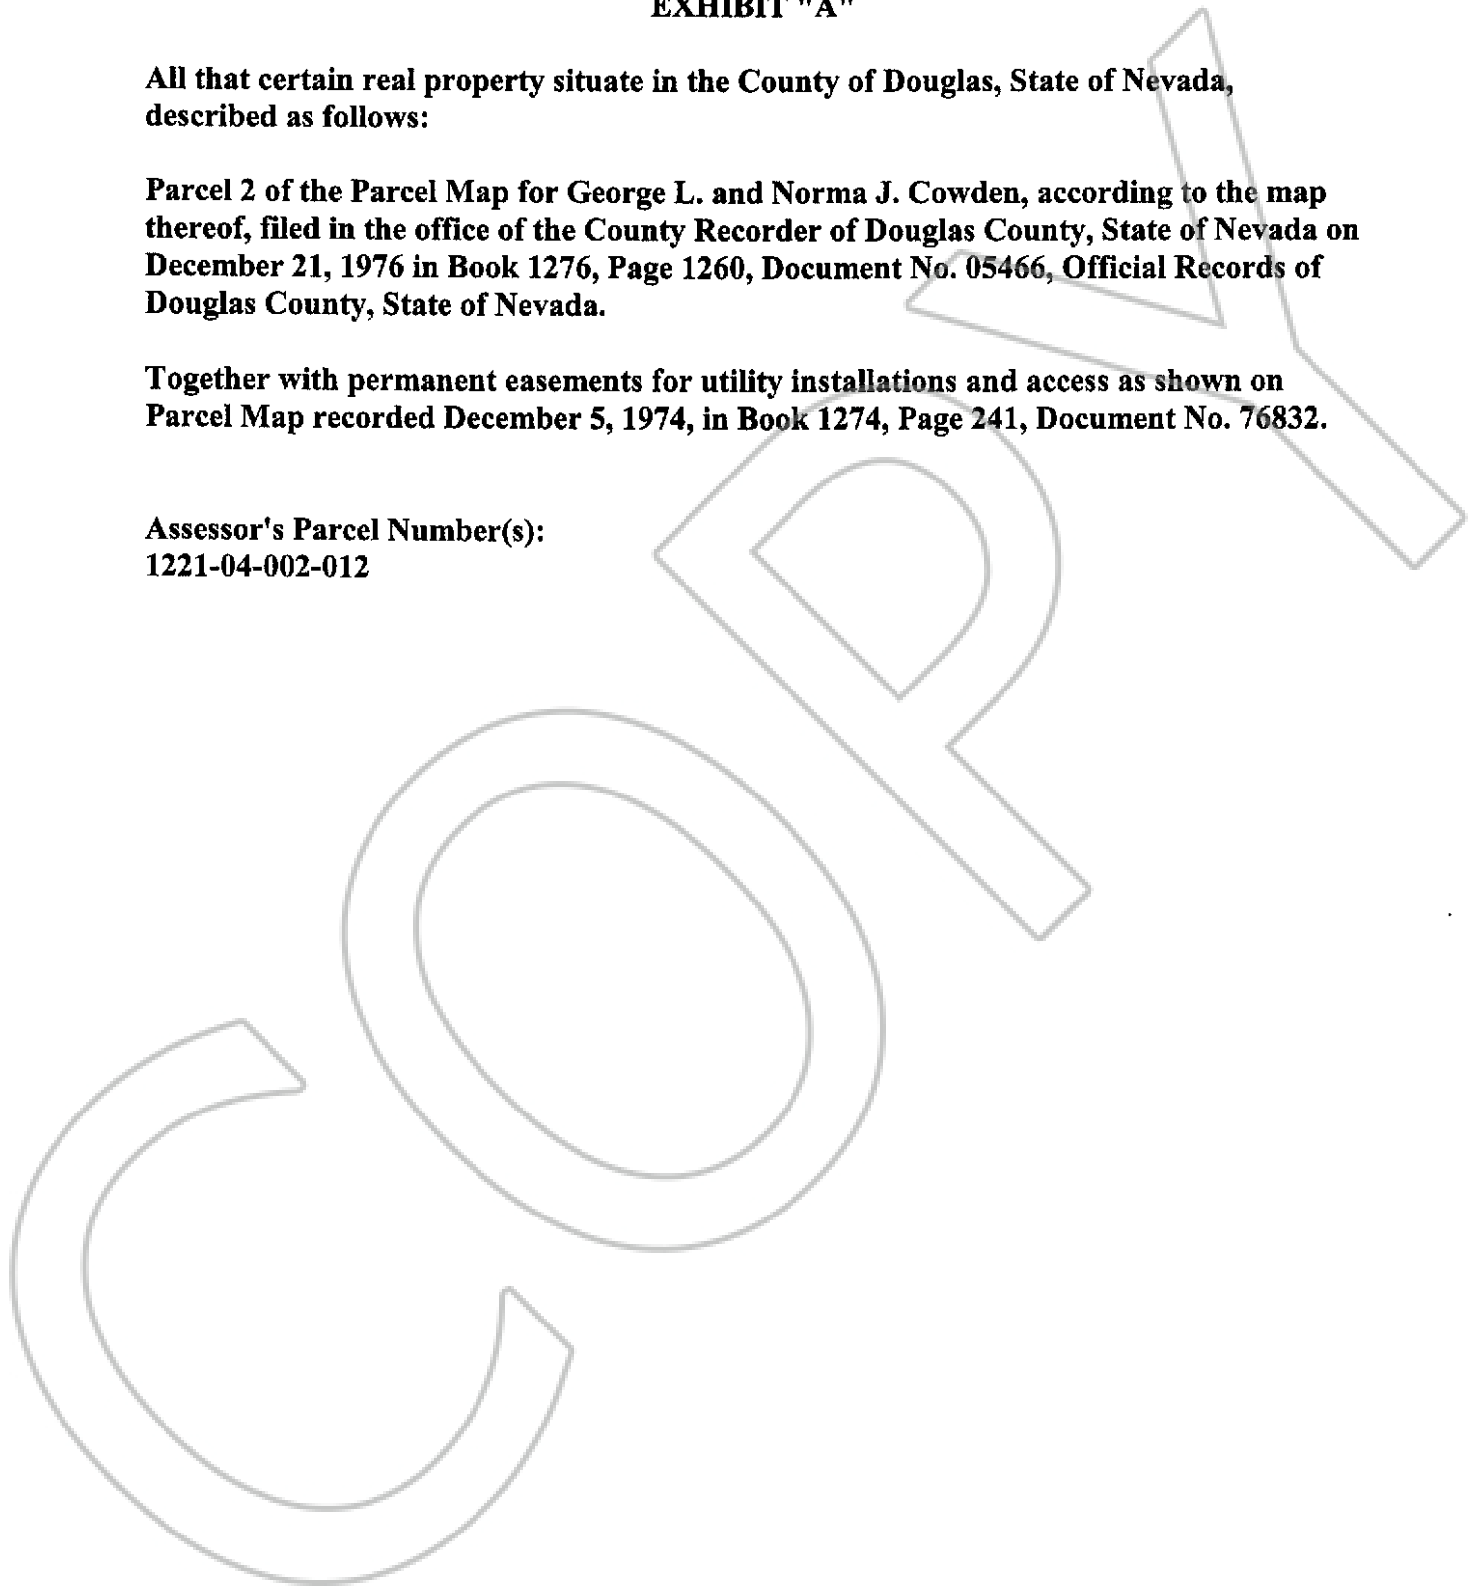 EXHIBIT "A"
All that certain real property situate in the County of Douglas, State of Nevada,
described as follows:
Parcel 2 of the Parcel Map for George L. and Norma J. Cowden, according to the map
thereof, filed in the office of the County Recorder of Douglas County, State of Nevada on
December 21, 1976 in Book 1276, Page 1260, Document No. 05466, Official Records of
Douglas County, State of Nevada.
Together with permanent easements for utility installations and access as shown on
Parcel Map recorded December 5, 1974, in Book 1274, Page 241, Document No. 76832.
Assessor's Parcel Number(s):
1221-04-002-012
COPY